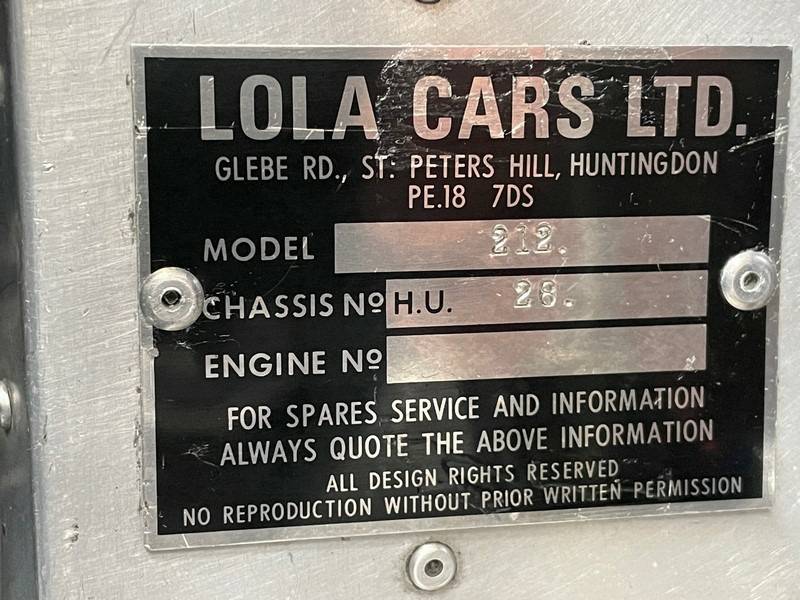 LOLA CARS LTD.
GLEBE RD., ST. PETERS HILL, HUNTINGDON
PE.18 7DS
MODEL 212.
CHASSIS Nº H.U. 28.
ENGINE Nº
FOR SPARES SERVICE AND INFORMATION
ALWAYS QUOTE THE ABOVE INFORMATION
ALL DESIGN RIGHTS RESERVED
NO REPRODUCTION WITHOUT PRIOR WRITTEN PERMISSION